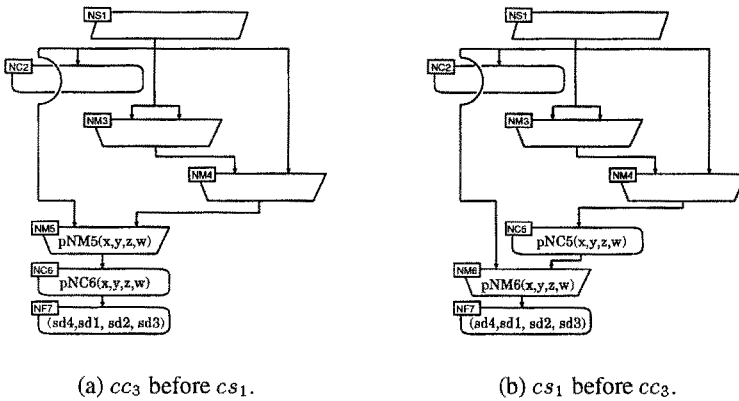 NS1
NC2
NM3
NM4
NM5
pNM5(x,y,z,w)
NC6
pNC6(x,y,z,w)
NF7
(sd4,sd1, sd2, sd3)
(a) cc3 before cs1.
NS1
NC2
NM3
NM4
NC5
pNC5(x,y,z,w)
NM6
pNM6(x,y,z,w)
NF7
(sd4,sd1, sd2, sd3)
(b) cs1 before cc3.